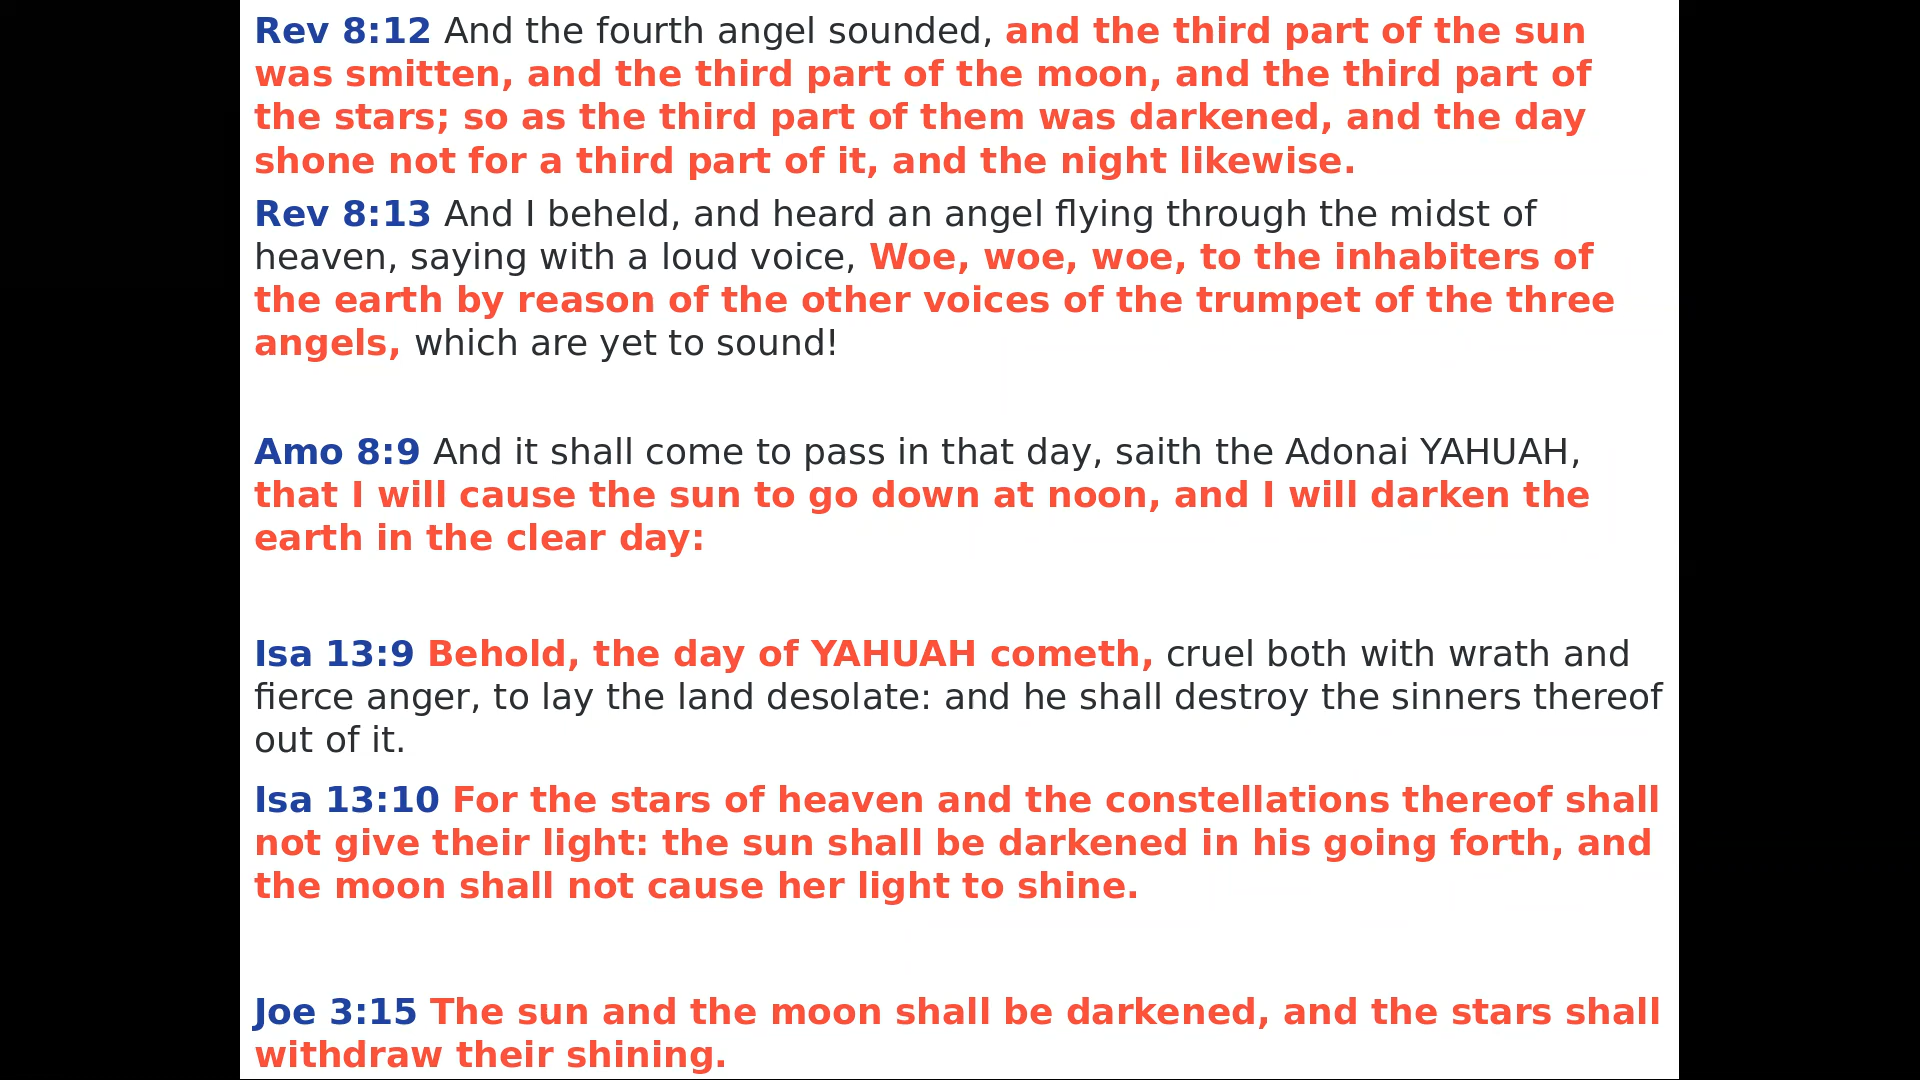 Rev 8:12 And the fourth angel sounded, and the third part of the sun
was smitten, and the third part of the moon, and the third part of
the stars; so as the third part of them was darkened, and the day
shone not for a third part of it, and the night likewise.
Rev 8:13 And I beheld, and heard an angel flying through the midst of
heaven, saying with a loud voice, Woe, woe, woe, to the inhabiters of
the earth by reason of the other voices of the trumpet of the three
angels, which are yet to sound!
Amo 8:9 And it shall come to pass in that day, saith the Adonai YAHUAH,
that I will cause the sun to go down at noon, and I will darken the
earth in the clear day:
Isa 13:9 Behold, the day of YAHUAH cometh, cruel both with wrath and
fierce anger, to lay the land desolate: and he shall destroy the sinners thereof
out of it.
Isa 13:10 For the stars of heaven and the constellations thereof shall
not give their light: the sun shall be darkened in his going forth, and
the moon shall not cause her light to shine.
Joe 3:15 The sun and the moon shall be darkened, and the stars shall
withdraw their shining.